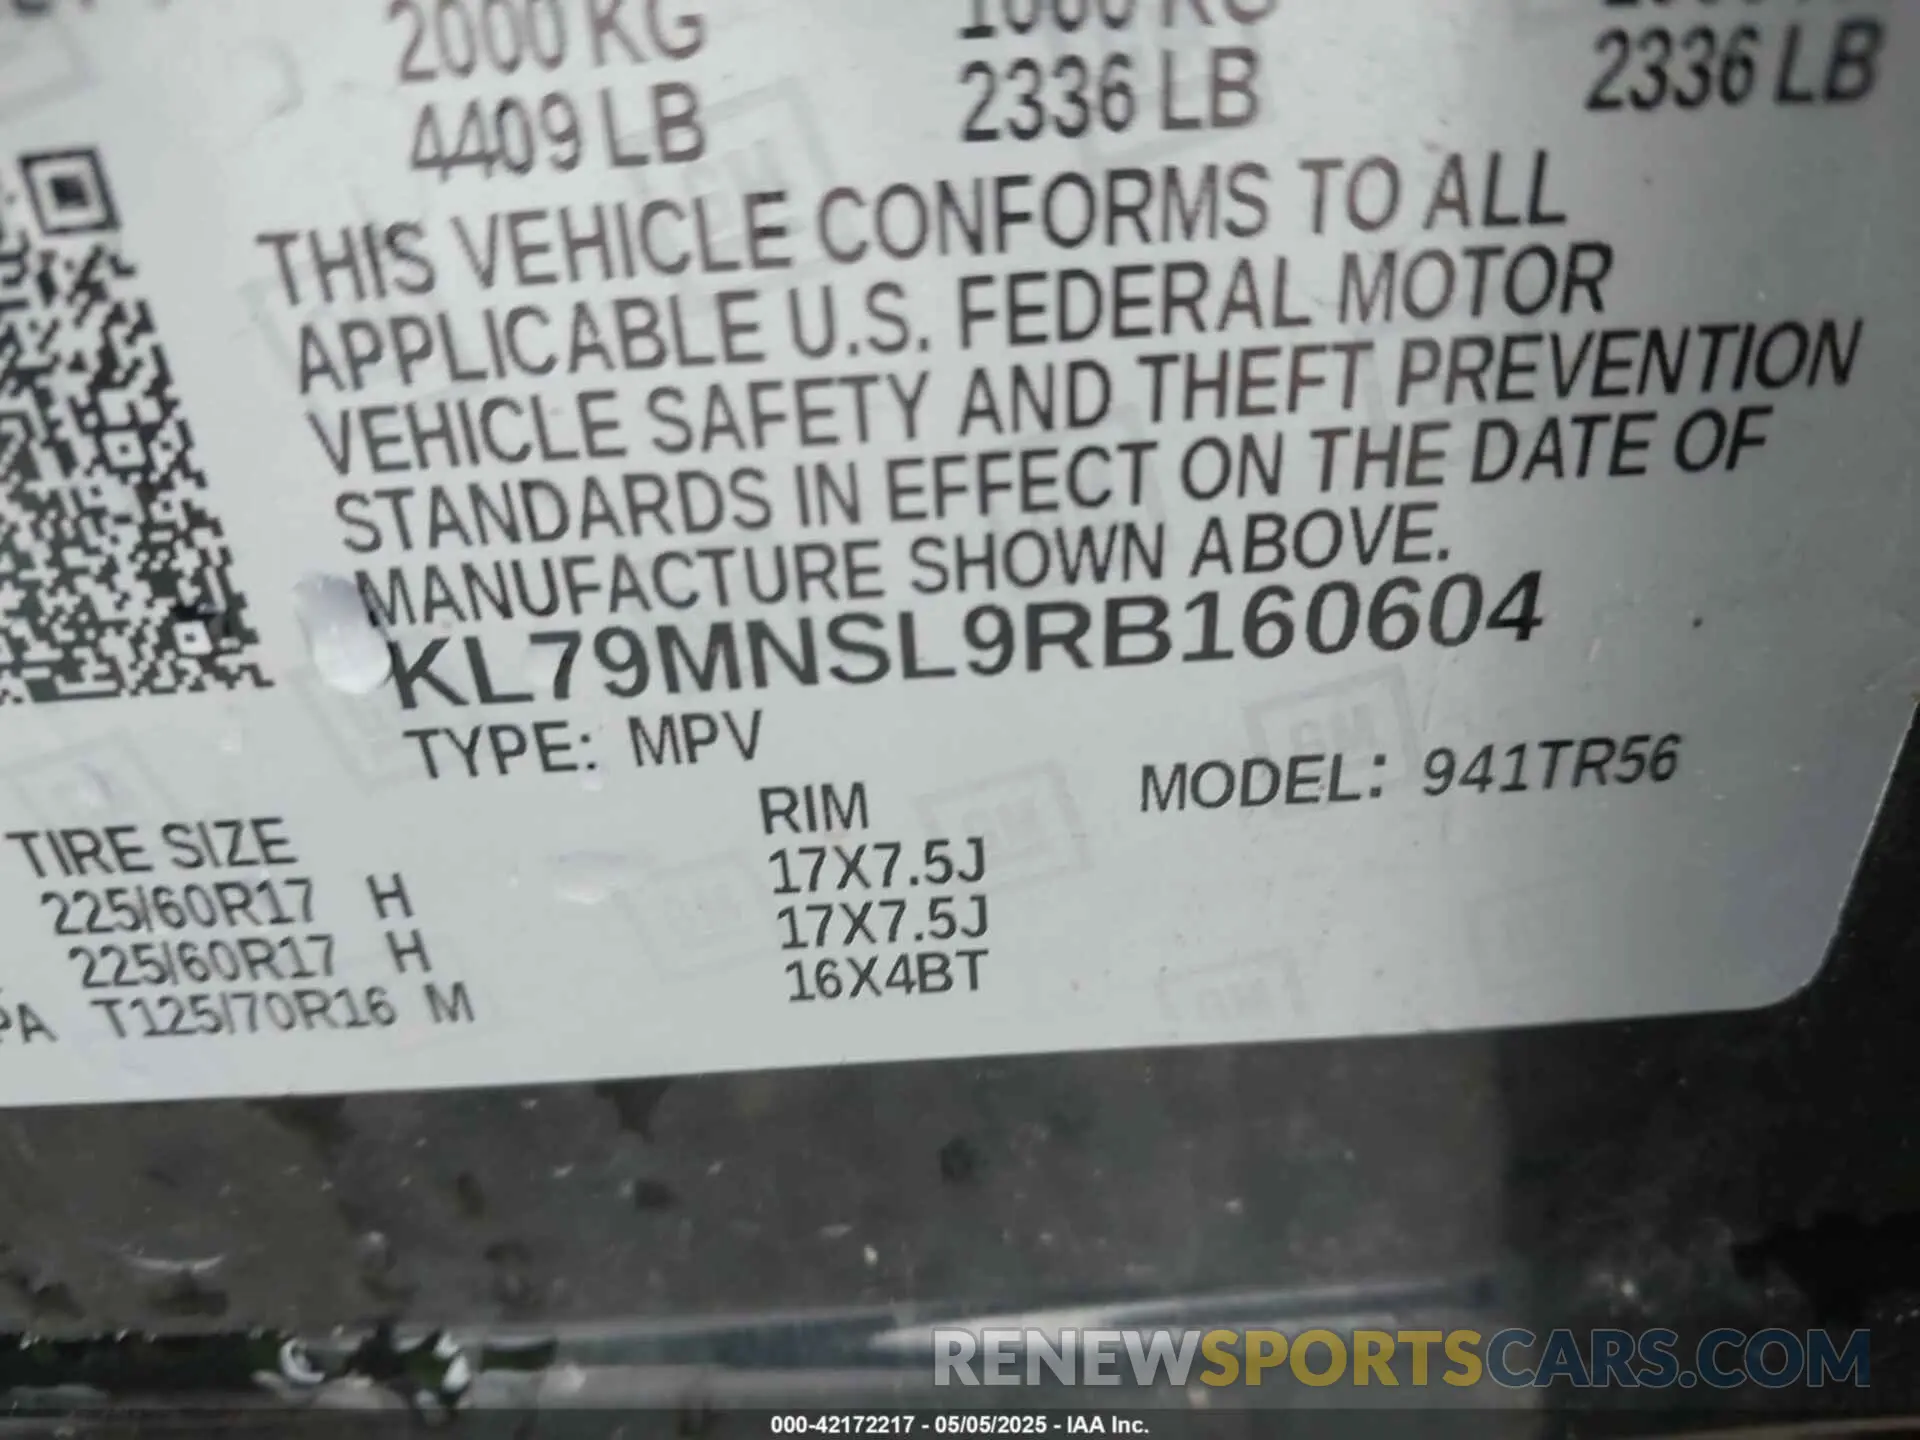 2000 KG
4409 LB
2336 LB
2336 LB
THIS VEHICLE CONFORMS TO ALL
APPLICABLE U.S. FEDERAL MOTOR
VEHICLE SAFETY AND THEFT PREVENTION
STANDARDS IN EFFECT ON THE DATE OF
MANUFACTURE SHOWN ABOVE.
KL79MNSL9RB160604
TYPE: MPV
MODEL: 941TR56
TIRE SIZE RIM
225/60R17 H 17X7.5J
225/60R17 H 17X7.5J
T125/70R16 M 16X4BT
GM
RENEWSPORTSCARS.COM
000-42172217 - 05/05/2025 - IAA Inc.